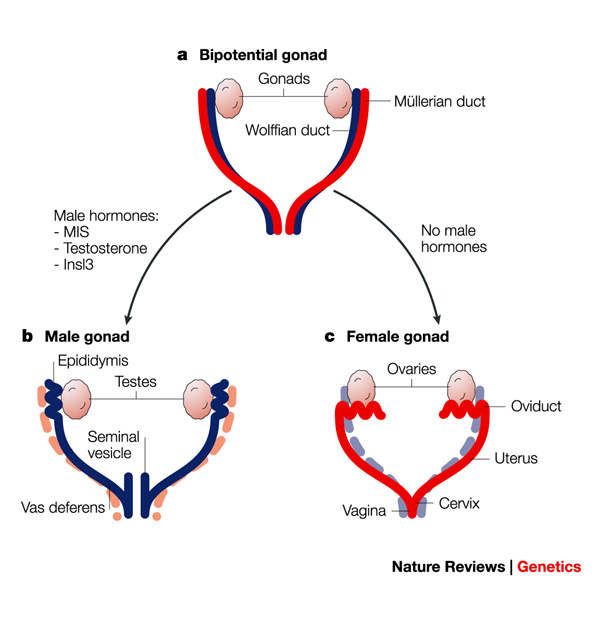 a Bipotential gonad
Gonads
Müllerian duct
Wolffian duct
Male hormones:
- MIS
- Testosterone
- Insl3
No male
hormones
b Male gonad
Epididymis
Testes
Seminal
vesicle
Vas deferens
c Female gonad
Ovaries
Oviduct
Uterus
Cervix
Vagina
Nature Reviews | Genetics